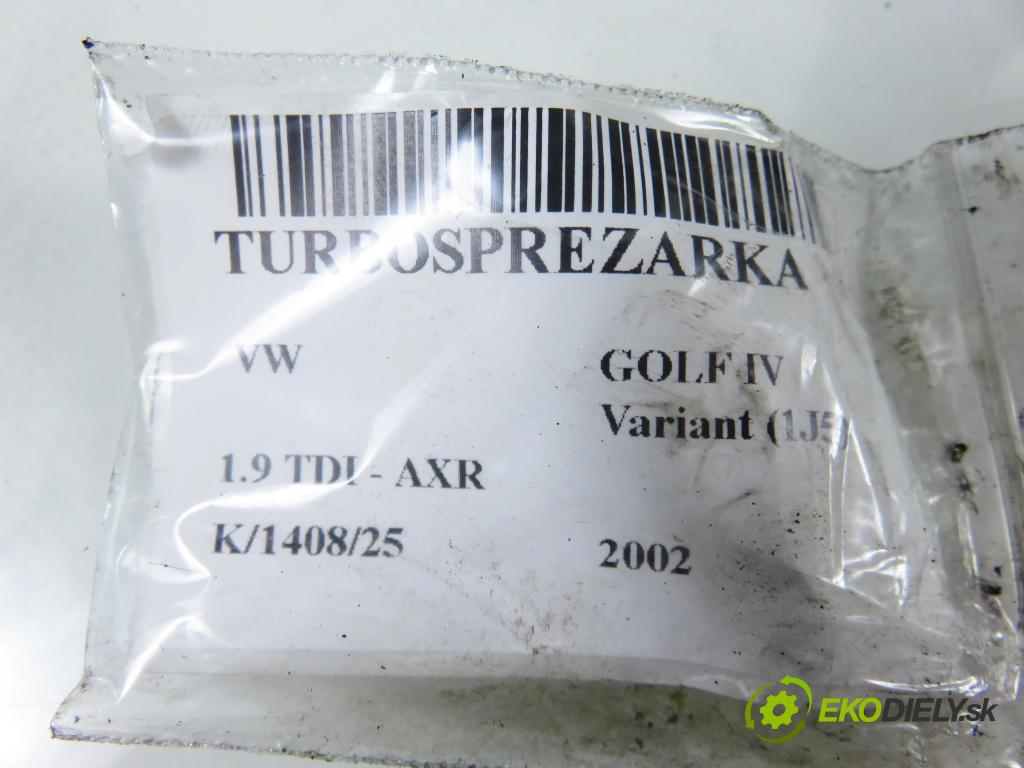 TURBOSPREZARKA
VW
GOLF IV
Variant (1J5)
1.9 TDI - AXR
K/1408/25
2002
EKODIELY.sk